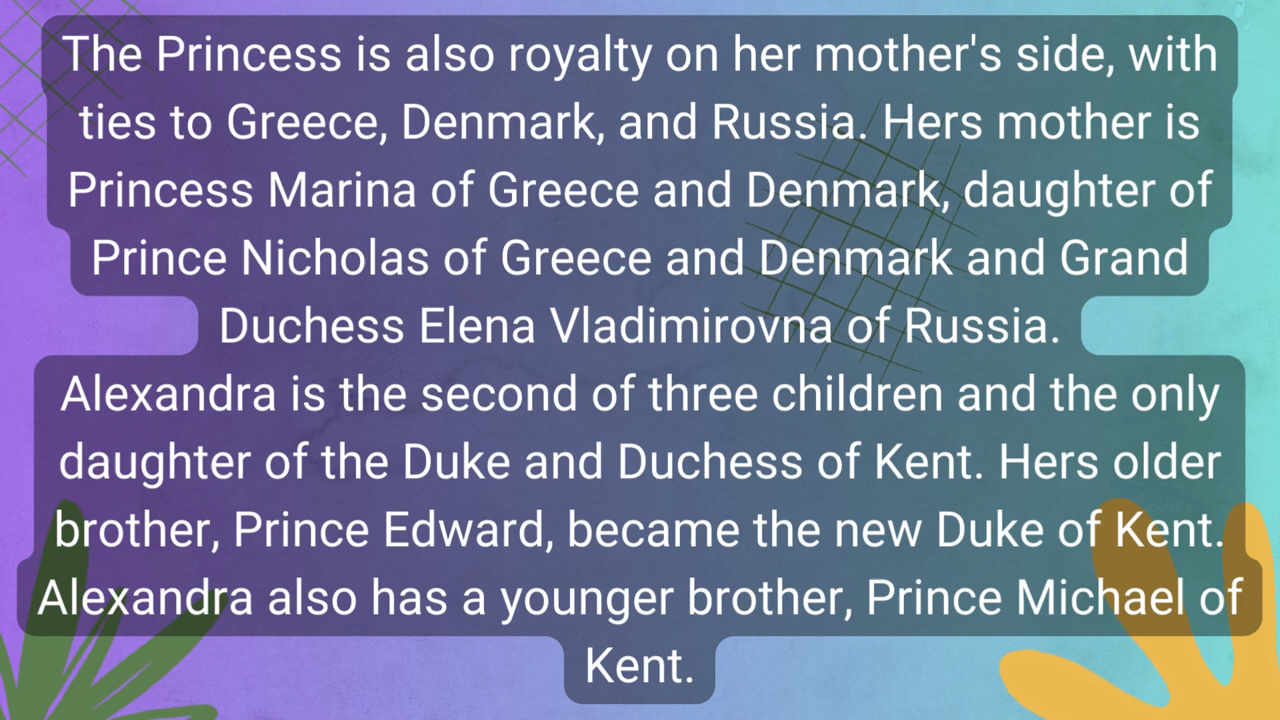 The Princess is also royalty on her mother's side, with
ties to Greece, Denmark, and Russia. Hers mother is
Princess Marina of Greece and Denmark, daughter of
Prince Nicholas of Greece and Denmark and Grand
Duchess Elena Vladimirovna of Russia.
Alexandra is the second of three children and the only
daughter of the Duke and Duchess of Kent. Hers older
brother, Prince Edward, became the new Duke of Kent.
Alexandra also has a younger brother, Prince Michael of
Kent.